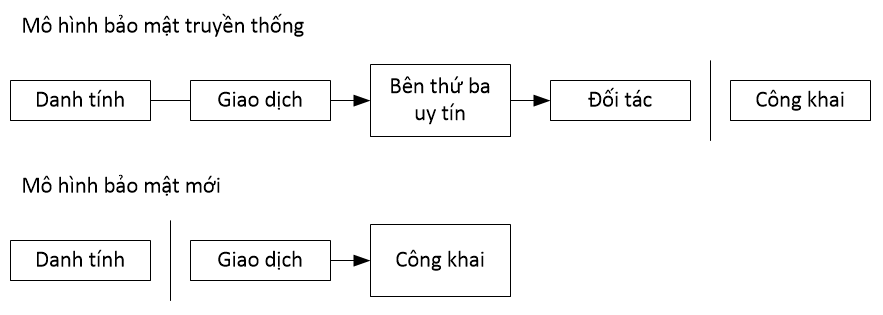 Mô hình bảo mật truyền thống
Danh tính
Giao dịch
Bên thứ ba
uy tín
Đối tác
Công khai
Mô hình bảo mật mới
Danh tính
Giao dịch
Công khai